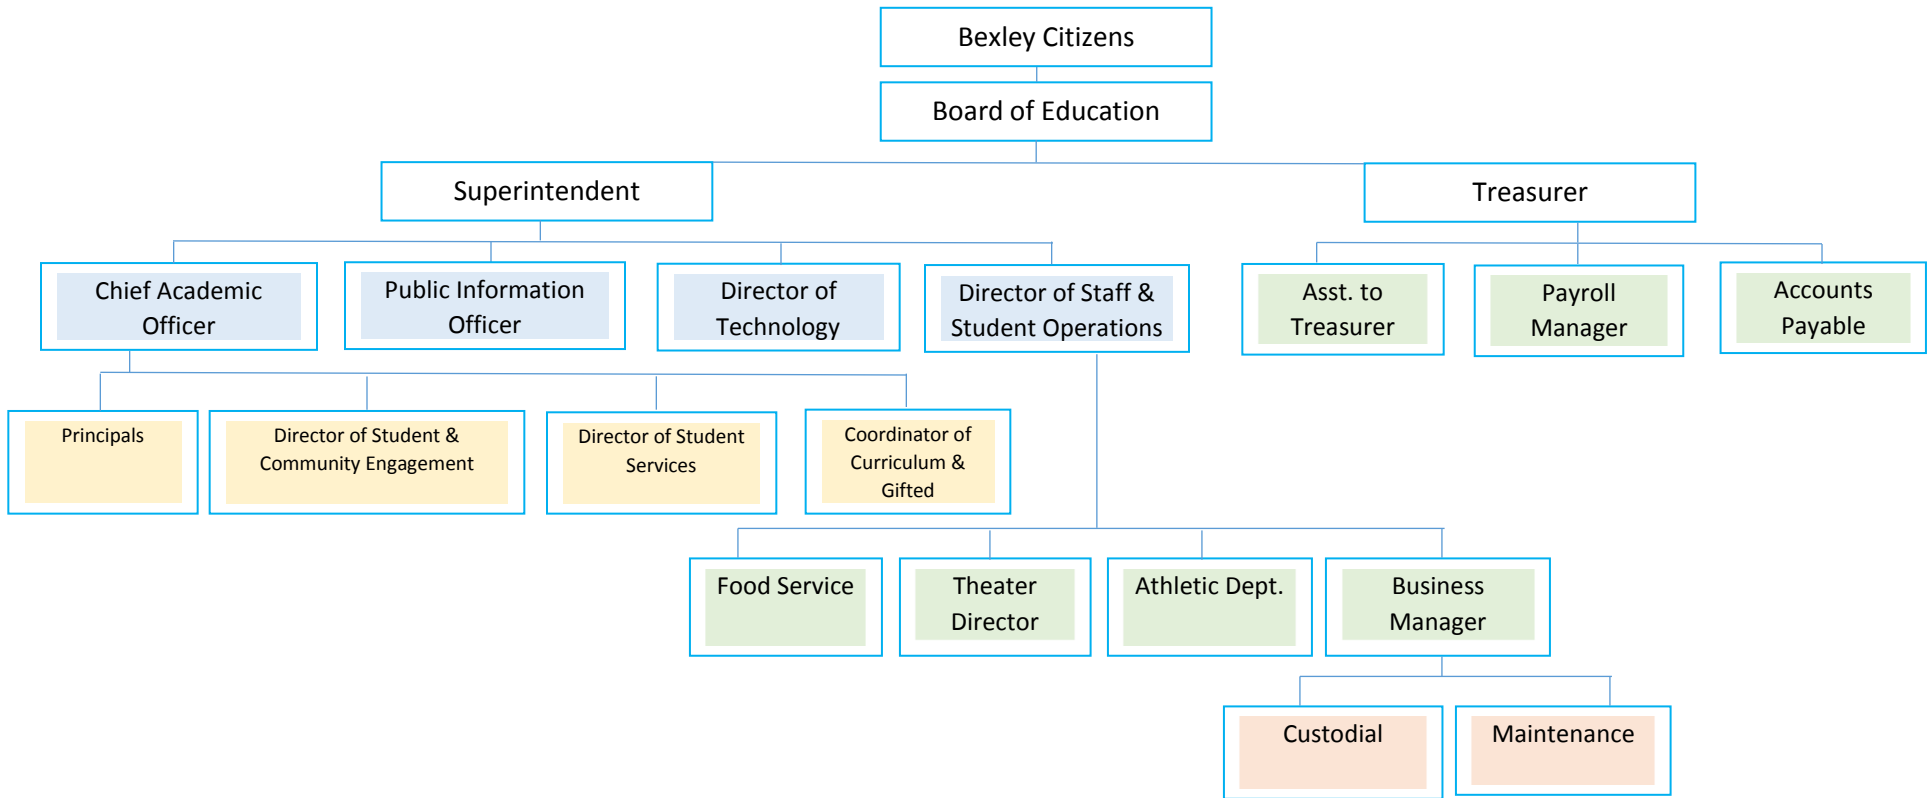 Bexley Citizens
Board of Education
Superintendent
Treasurer
Chief Academic
Officer
Public Information
Officer
Director of
Technology
Director of Staff &
Student Operations
Asst. to
Treasurer
Payroll
Manager
Accounts
Payable
Principals
Director of Student &
Community Engagement
Director of Student
Services
Coordinator of
Curriculum &
Gifted
Food Service
Theater
Director
Athletic Dept.
Business
Manager
Custodial
Maintenance